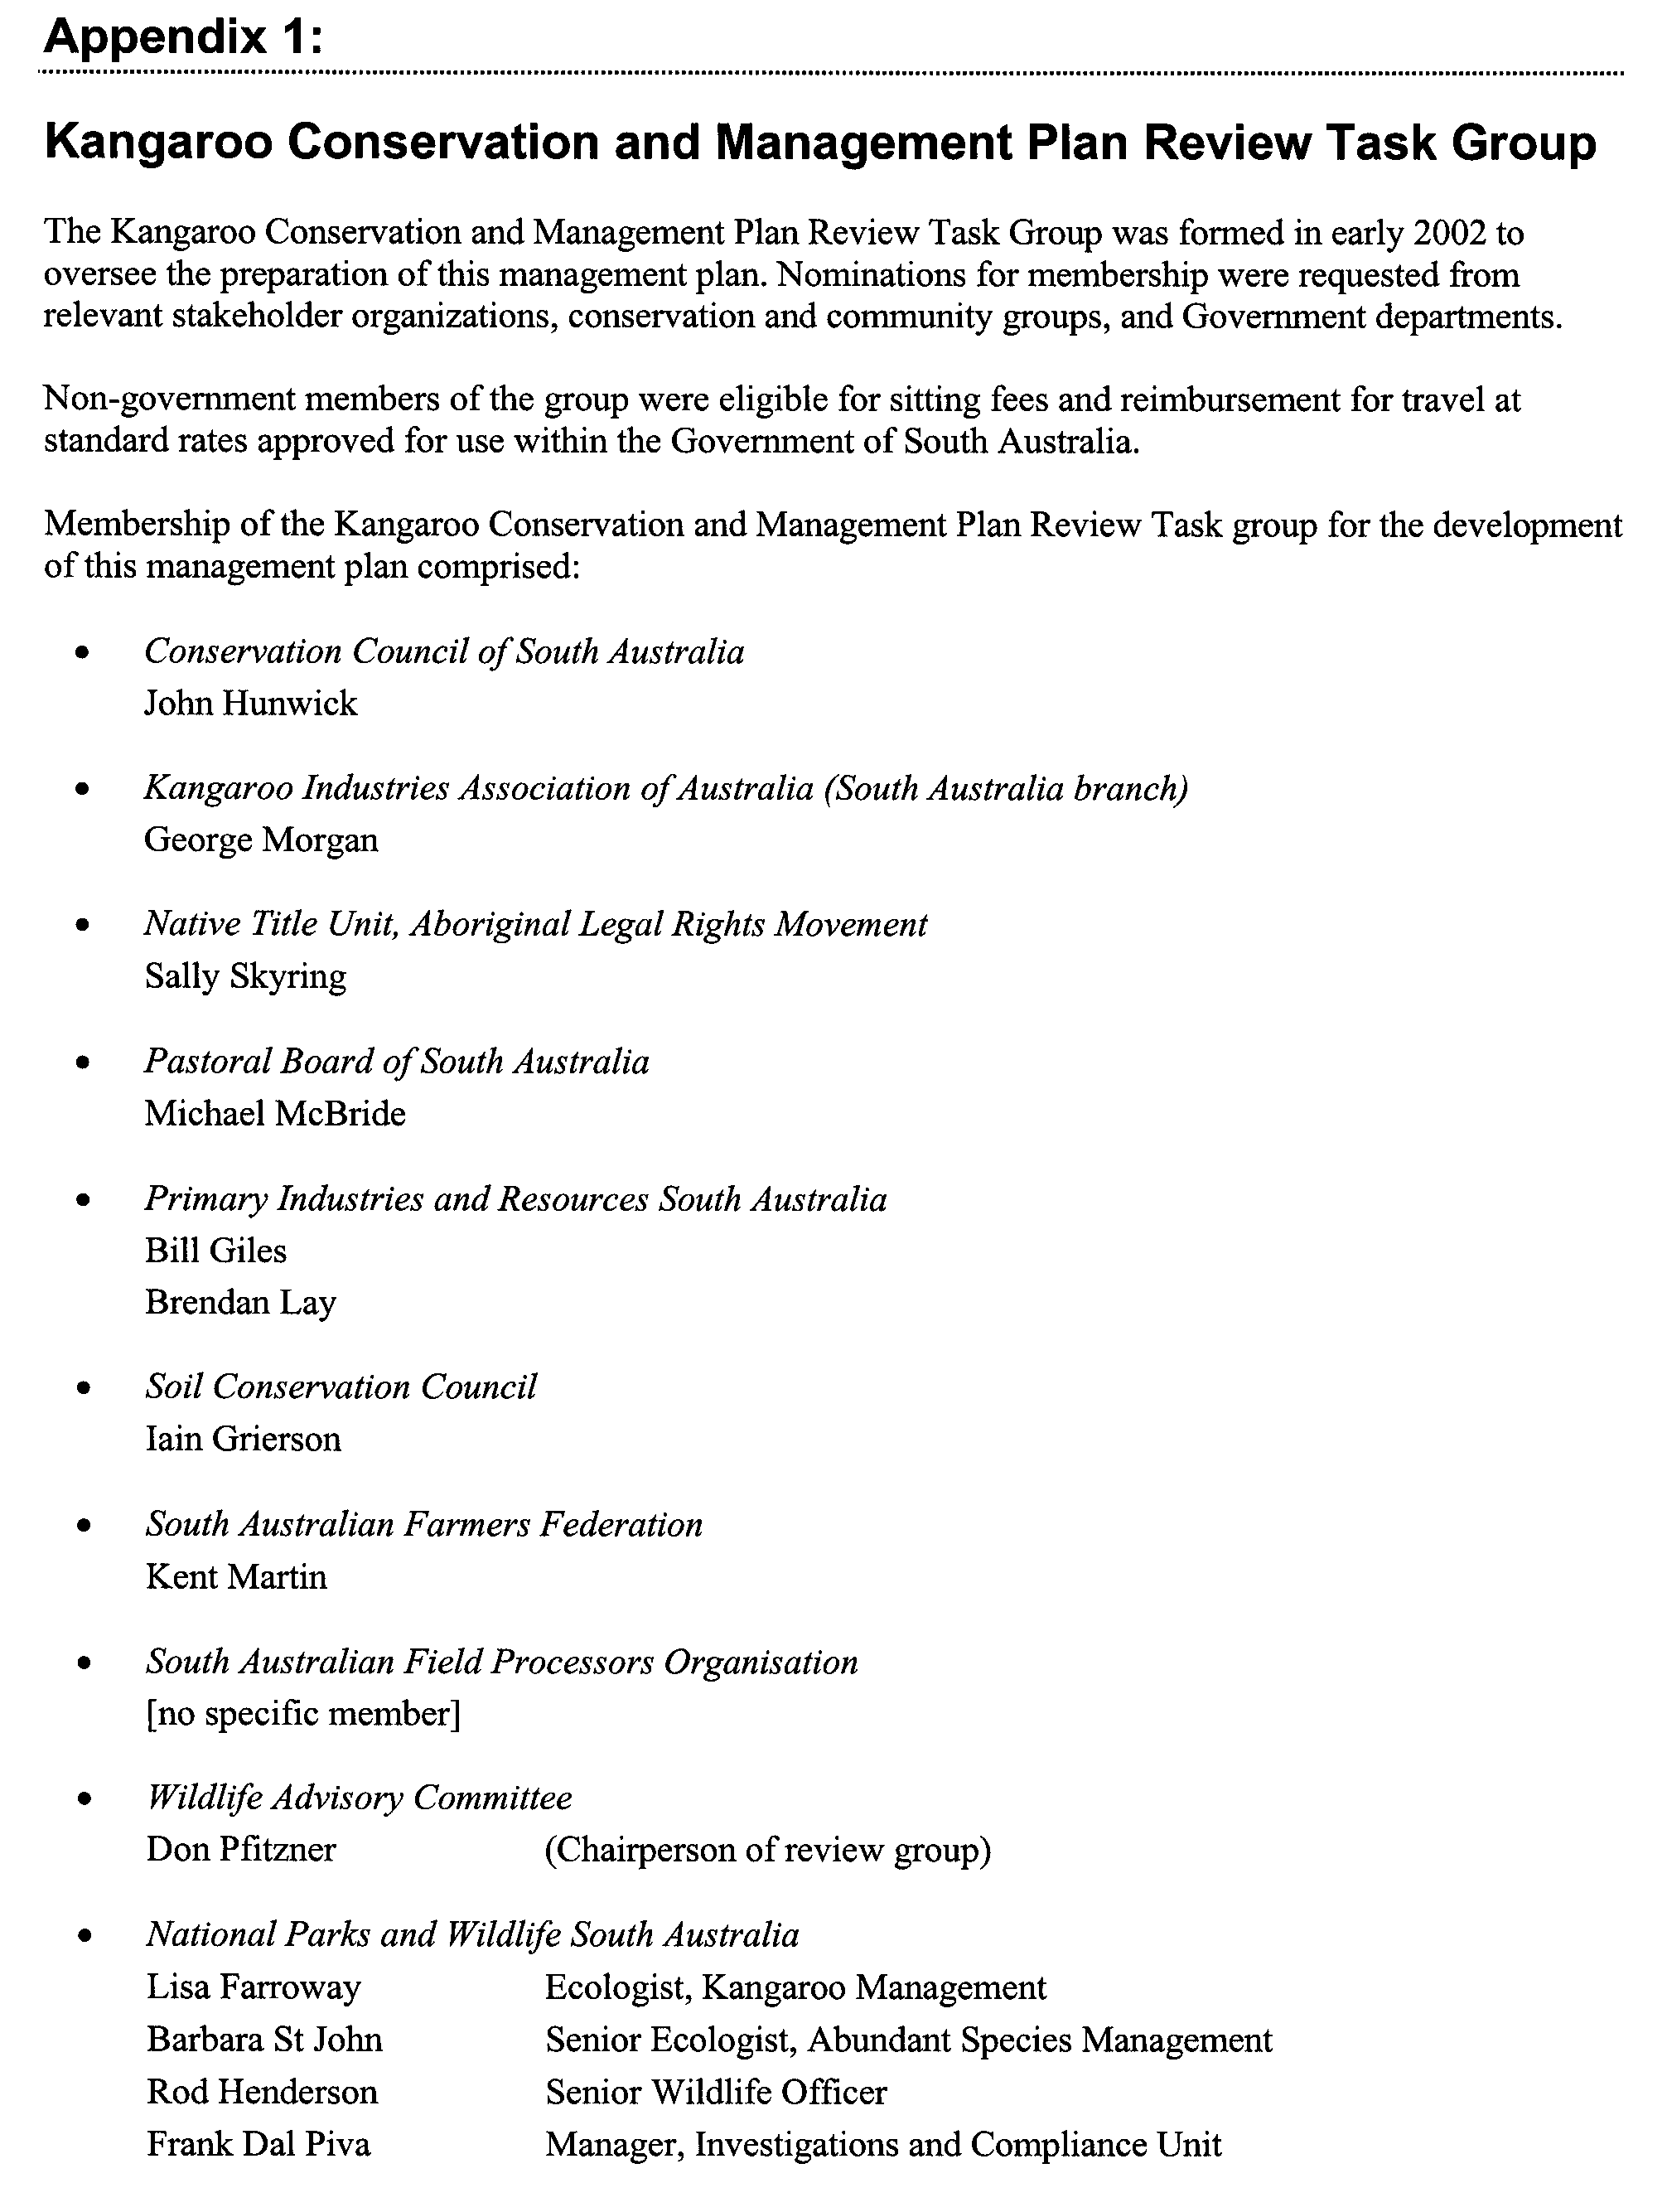 Appendix 1:
Kangaroo Conservation and Management Plan Review Task Group
The Kangaroo Conservation and Management Plan Review Task Group was formed in early 2002 to
oversee the preparation of this management plan. Nominations for membership were requested from
relevant stakeholder organizations, conservation and community groups, and Government departments.
Non-government members of the group were eligible for sitting fees and reimbursement for travel at
standard rates approved for use within the Government of South Australia.
Membership of the Kangaroo Conservation and Management Plan Review Task group for the development
of this management plan comprised:
• Conservation Council of South Australia
John Hunwick
• Kangaroo Industries Association of Australia (South Australia branch)
George Morgan
• Native Title Unit, Aboriginal Legal Rights Movement
Sally Skyring
• Pastoral Board of South Australia
Michael McBride
• Primary Industries and Resources South Australia
Bill Giles
Brendan Lay
• Soil Conservation Council
Iain Grierson
• South Australian Farmers Federation
Kent Martin
• South Australian Field Processors Organisation
[no specific member]
• Wildlife Advisory Committee
Don Pfitzner (Chairperson of review group)
• National Parks and Wildlife South Australia
Lisa Farroway Ecologist, Kangaroo Management
Barbara St John Senior Ecologist, Abundant Species Management
Rod Henderson Senior Wildlife Officer
Frank Dal Piva Manager, Investigations and Compliance Unit